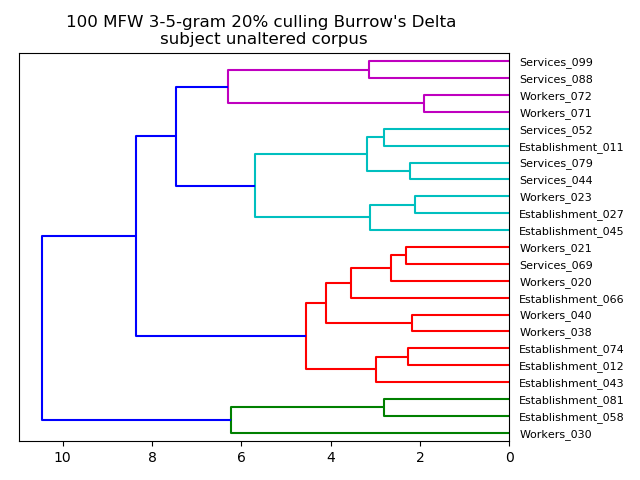 100 MFW 3-5-gram 20% culling Burrow's Delta
subject unaltered corpus
Services_099
Services_088
Workers_072
Workers_071
Services_052
Establishment_011
Services_079
Services_044
Workers_023
Establishment_027
Establishment_045
Workers_021
Services_069
Workers_020
Establishment_066
Workers_040
Workers_038
Establishment_074
Establishment_012
Establishment_043
Establishment_081
Establishment_058
Workers_030
10 8 6 4 2 0